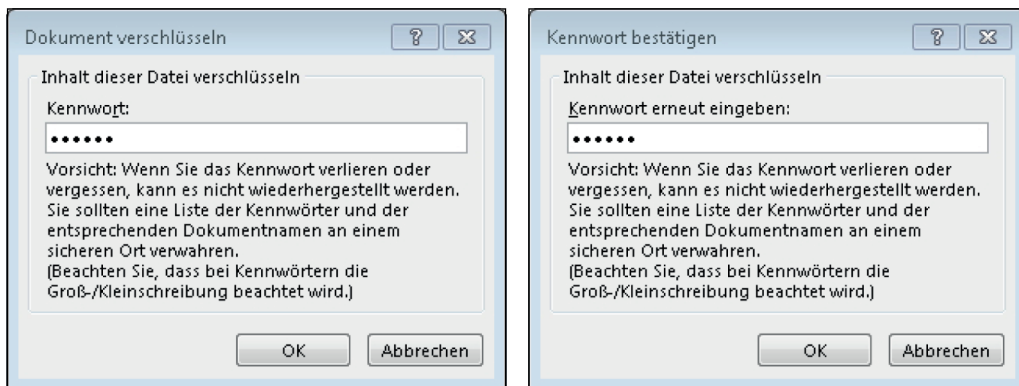 Dokument verschlüsseln
Inhalt dieser Datei verschlüsseln
Kennwort:
••••••
Vorsicht: Wenn Sie das Kennwort verlieren oder
vergessen, kann es nicht wiederhergestellt werden.
Sie sollten eine Liste der Kennwörter und der
entsprechenden Dokumentnamen an einem
sicheren Ort verwahren.
(Beachten Sie, dass bei Kennwörtern die
Groß-/Kleinschreibung beachtet wird.)
OK
Abbrechen
Kennwort bestätigen
Inhalt dieser Datei verschlüsseln
Kennwort erneut eingeben:
••••••
Vorsicht: Wenn Sie das Kennwort verlieren oder
vergessen, kann es nicht wiederhergestellt werden.
Sie sollten eine Liste der Kennwörter und der
entsprechenden Dokumentnamen an einem
sicheren Ort verwahren.
(Beachten Sie, dass bei Kennwörtern die
Groß-/Kleinschreibung beachtet wird.)
OK
Abbrechen